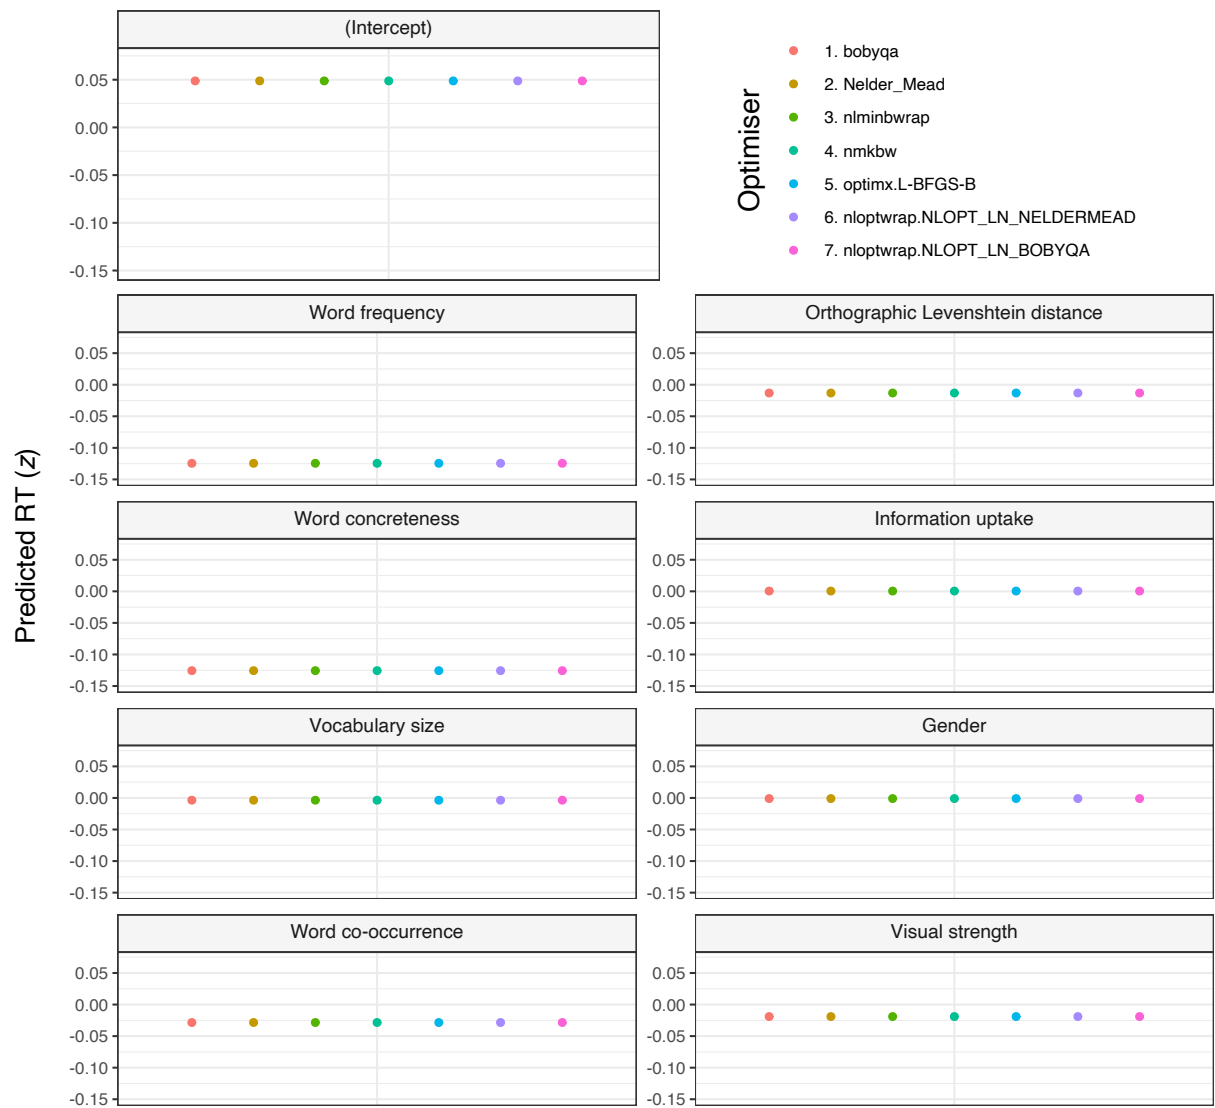 (Intercept)
0.05
0.00
-0.05
-0.10
-0.15
Optimiser
1. bobyqa
2. Nelder_Mead
3. nlminbwrap
4. nmkbw
5. optimx.L-BFGS-B
6. nloptwrap.NLOPT_LN_NELDERMEAD
7. nloptwrap.NLOPT_LN_BOBYQA
Predicted RT (z)
Word frequency
0.05
0.00
-0.05
-0.10
-0.15
Orthographic Levenshtein distance
0.05
0.00
-0.05
-0.10
-0.15
Word concreteness
0.05
0.00
-0.05
-0.10
-0.15
Information uptake
0.05
0.00
-0.05
-0.10
-0.15
Vocabulary size
0.05
0.00
-0.05
-0.10
-0.15
Gender
0.05
0.00
-0.05
-0.10
-0.15
Word co-occurrence
0.05
0.00
-0.05
-0.10
-0.15
Visual strength
0.05
0.00
-0.05
-0.10
-0.15